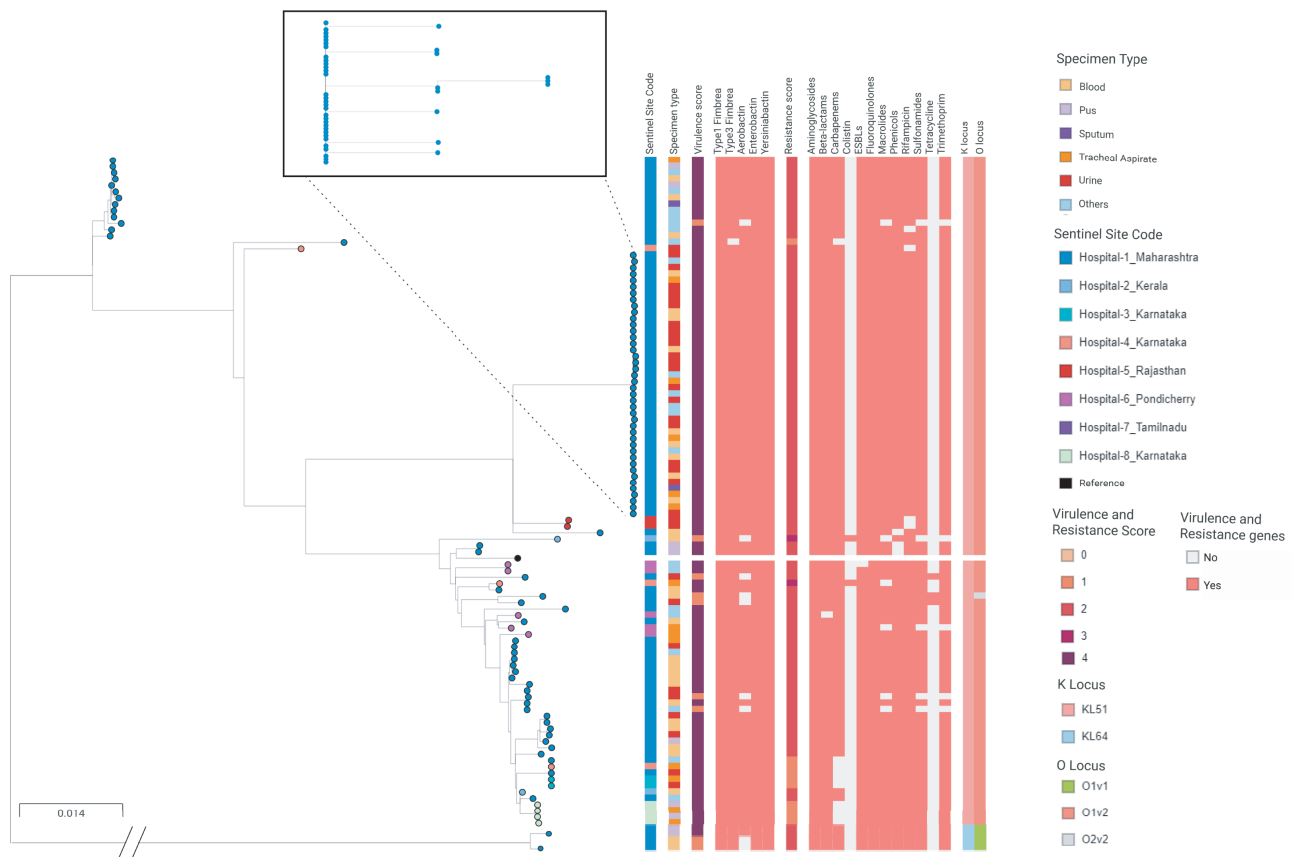 Sentinel Site Code
Specimen type
Virulence score
Type1 Fimbrea
Type3 Fimbrea
Aerobactin
Enterobactin
Yersiniabactin
Resistance score
Aminoglycosides
Beta-lactams
Carbapenems
Colistin
ESBLs
Fluoroquinolones
Macrolides
Phenicols
Rifampicin
Sulfonamides
Tetracycline
Trimethoprim
K locus
O locus
Specimen Type
Blood
Pus
Sputum
Tracheal Aspirate
Urine
Others
Sentinel Site Code
Hospital-1_Maharashtra
Hospital-2_Kerala
Hospital-3_Karnataka
Hospital-4_Karnataka
Hospital-5_Rajasthan
Hospital-6_Pondicherry
Hospital-7_Tamilnadu
Hospital-8_Karnataka
Reference
Virulence and
Resistance Score
0
1
2
3
4
Virulence and
Resistance genes
No
Yes
K Locus
KL51
KL64
O Locus
O1v1
O1v2
O2v2
0.014